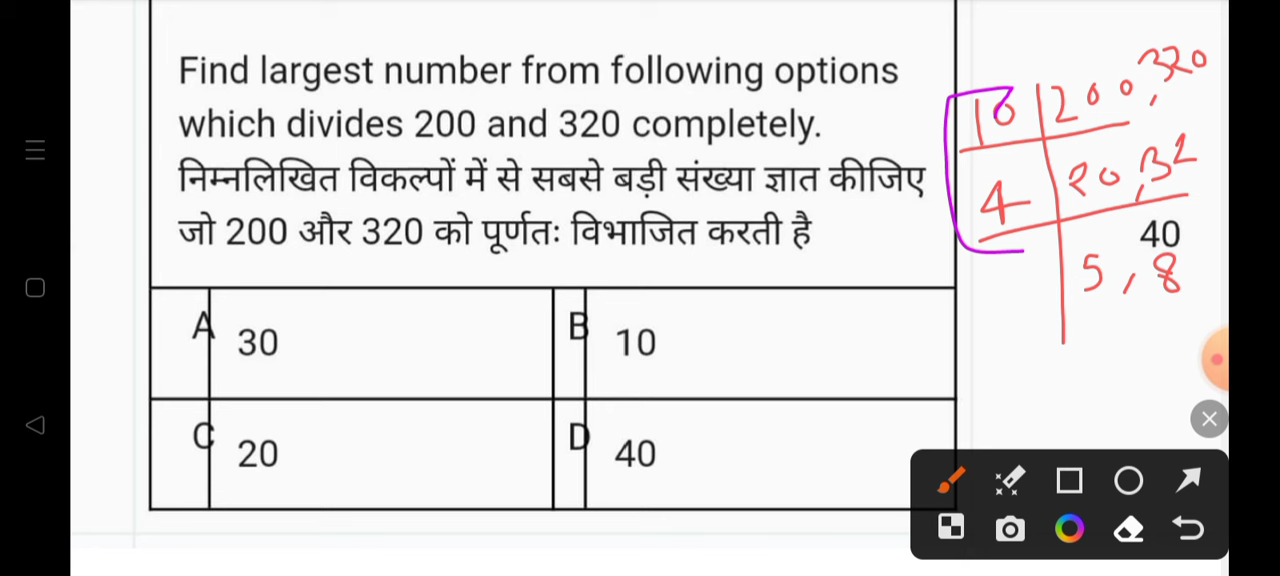 Find largest number from following options
which divides 200 and 320 completely.
निम्नलिखित विकल्पों में से सबसे बड़ी संख्या ज्ञात कीजिए
जो 200 और 320 को पूर्णतः विभाजित करती है
A 30
B 10
C 20
D 40
10 200, 320
4 20, 32
40
5, 8